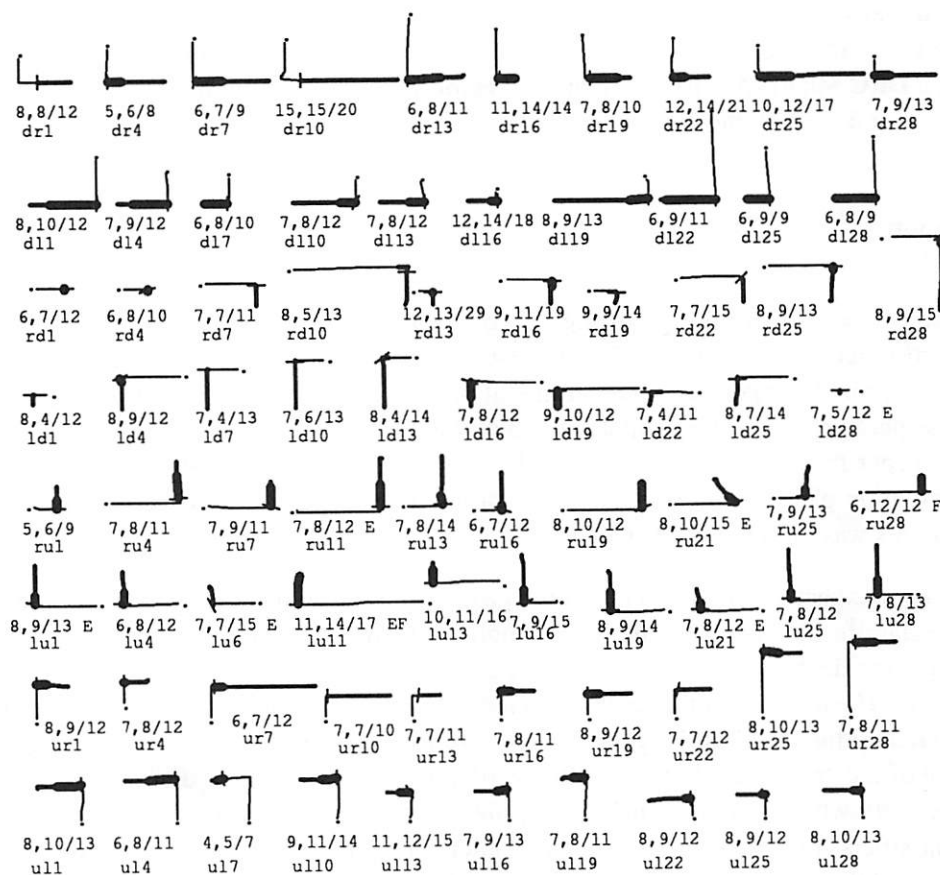 8,8/12 5,6/8 6,7/9 15,15/20 6,8/11 11,14/14 7,8/10 12,14/21 10,12/17 7,9/13
dr1 dr4 dr7 dr10 dr13 dr16 dr19 dr22 dr25 dr28
8,10/12 7,9/12 6,8/10 7,8/12 7,8/12 12,14/18 8,9/13 6,9/11 6,9/9 6,8/9
dl1 dl4 dl7 dl10 dl13 dl16 dl19 dl22 dl25 dl28
6,7/12 6,8/10 7,7/11 8,5/13 12,13/29 9,11/19 9,9/14 7,7/15 8,9/13 8,9/15
rd1 rd4 rd7 rd10 rd13 rd16 rd19 rd22 rd25 rd28
8,4/12 8,9/12 7,4/13 7,6/13 8,4/14 7,8/12 9,10/12 7,4/11 8,7/14 7,5/12 E
ld1 ld4 ld7 ld10 ld13 ld16 ld19 ld22 ld25 ld28
5,6/9 7,8/11 7,9/11 7,8/12 E 7,8/14 6,7/12 8,10/12 8,10/15 E 7,9/13 6,12/12 F
ru1 ru4 ru7 ru11 ru13 ru16 ru19 ru21 ru25 ru28
8,9/13 E 6,8/12 7,7/15 E 11,14/17 EF 10,11/16 7,9/15 8,9/14 7,8/12 E 7,8/12 7,8/13
lu1 lu4 lu6 lu11 lu13 lu16 lu19 lu21 lu25 lu28
8,9/12 7,8/12 6,7/12 7,7/10 7,7/11 7,8/11 8,9/12 7,7/12 8,10/13 7,8/11
ur1 ur4 ur7 ur10 ur13 ur16 ur19 ur22 ur25 ur28
8,10/13 6,8/11 4,5/7 9,11/14 11,12/15 7,9/13 7,8/11 8,9/12 8,9/12 8,10/13
ul1 ul4 ul7 ul10 ul13 ul16 ul19 ul22 ul25 ul28